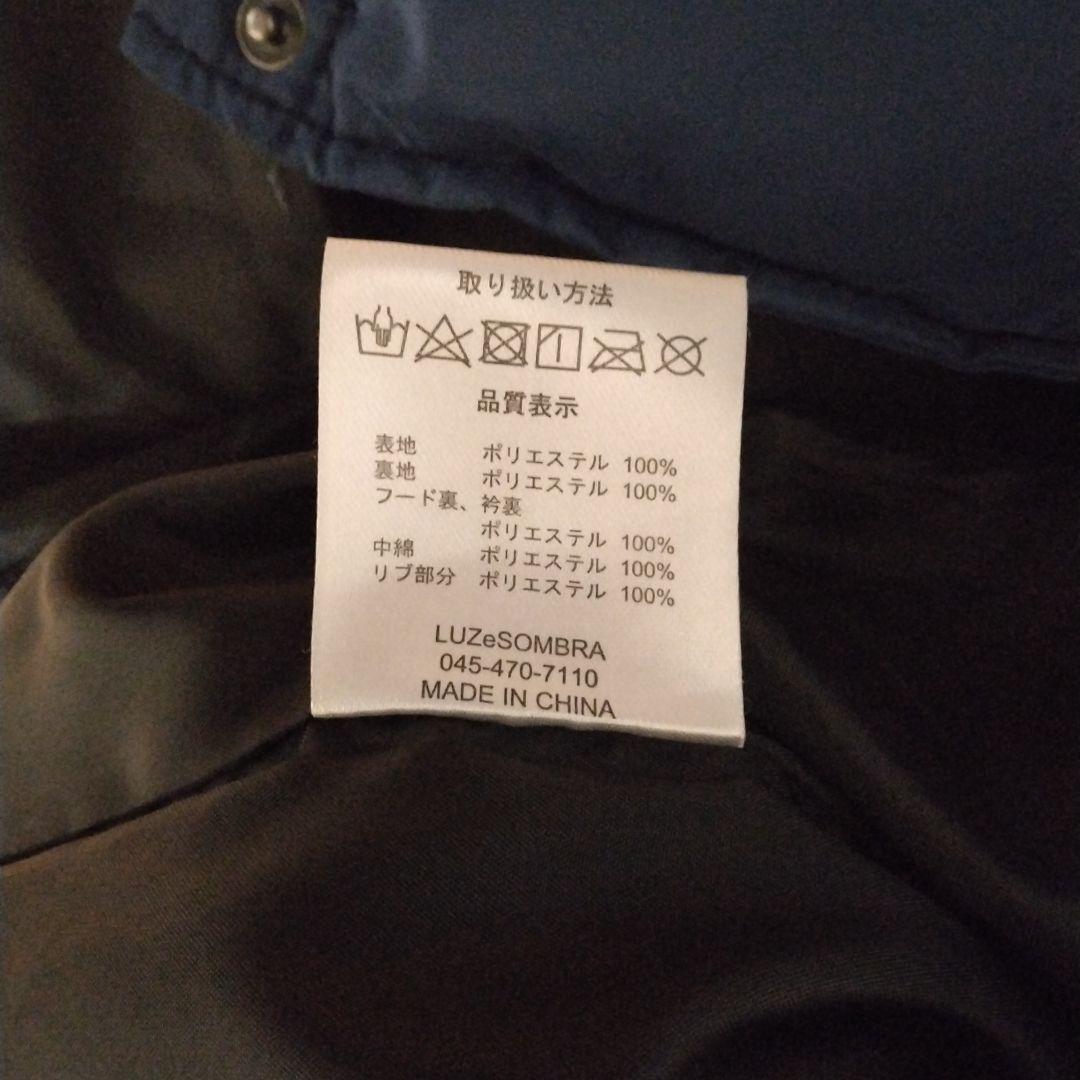 取り扱い方法
品質表示
表地 ポリエステル 100%
裏地 ポリエステル 100%
フード裏、衿裏
ポリエステル 100%
中綿 ポリエステル 100%
リブ部分 ポリエステル 100%
LUZeSOMBRA
045-470-7110
MADE IN CHINA